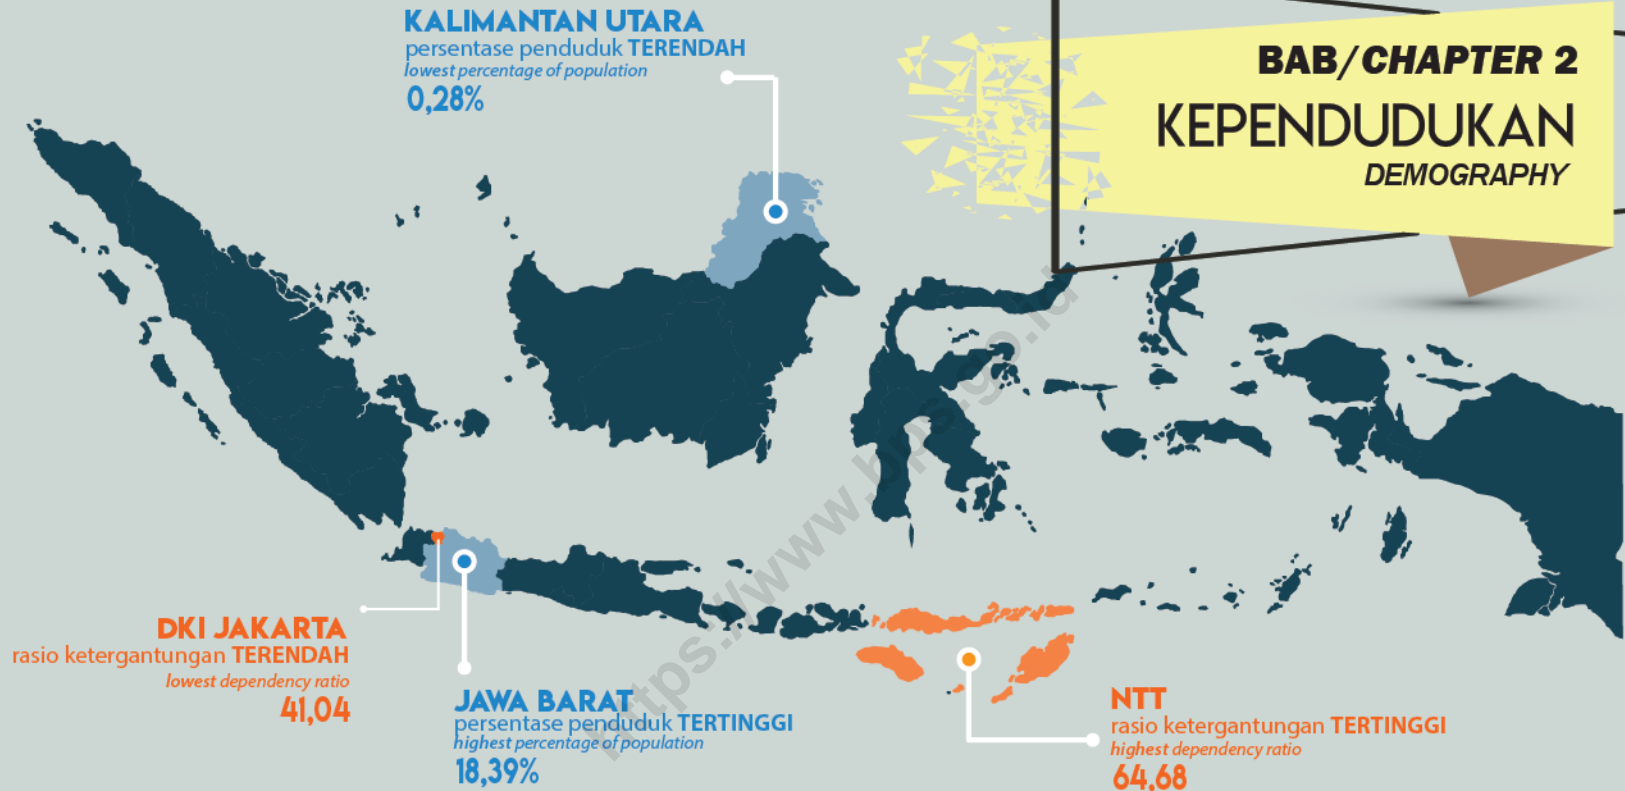 KALIMANTAN UTARA
persentase penduduk TERENDAH
lowest percentage of population
0,28%
BAB/CHAPTER 2
KEPENDUDUKAN
DEMOGRAPHY
DKI JAKARTA
rasio ketergantungan TERENDAH
lowest dependency ratio
41,04
JAWA BARAT
persentase penduduk TERTINGGI
highest percentage of population
18,39%
NTT
rasio ketergantungan TERTINGGI
highest dependency ratio
64,68
https://www.bps.go.id